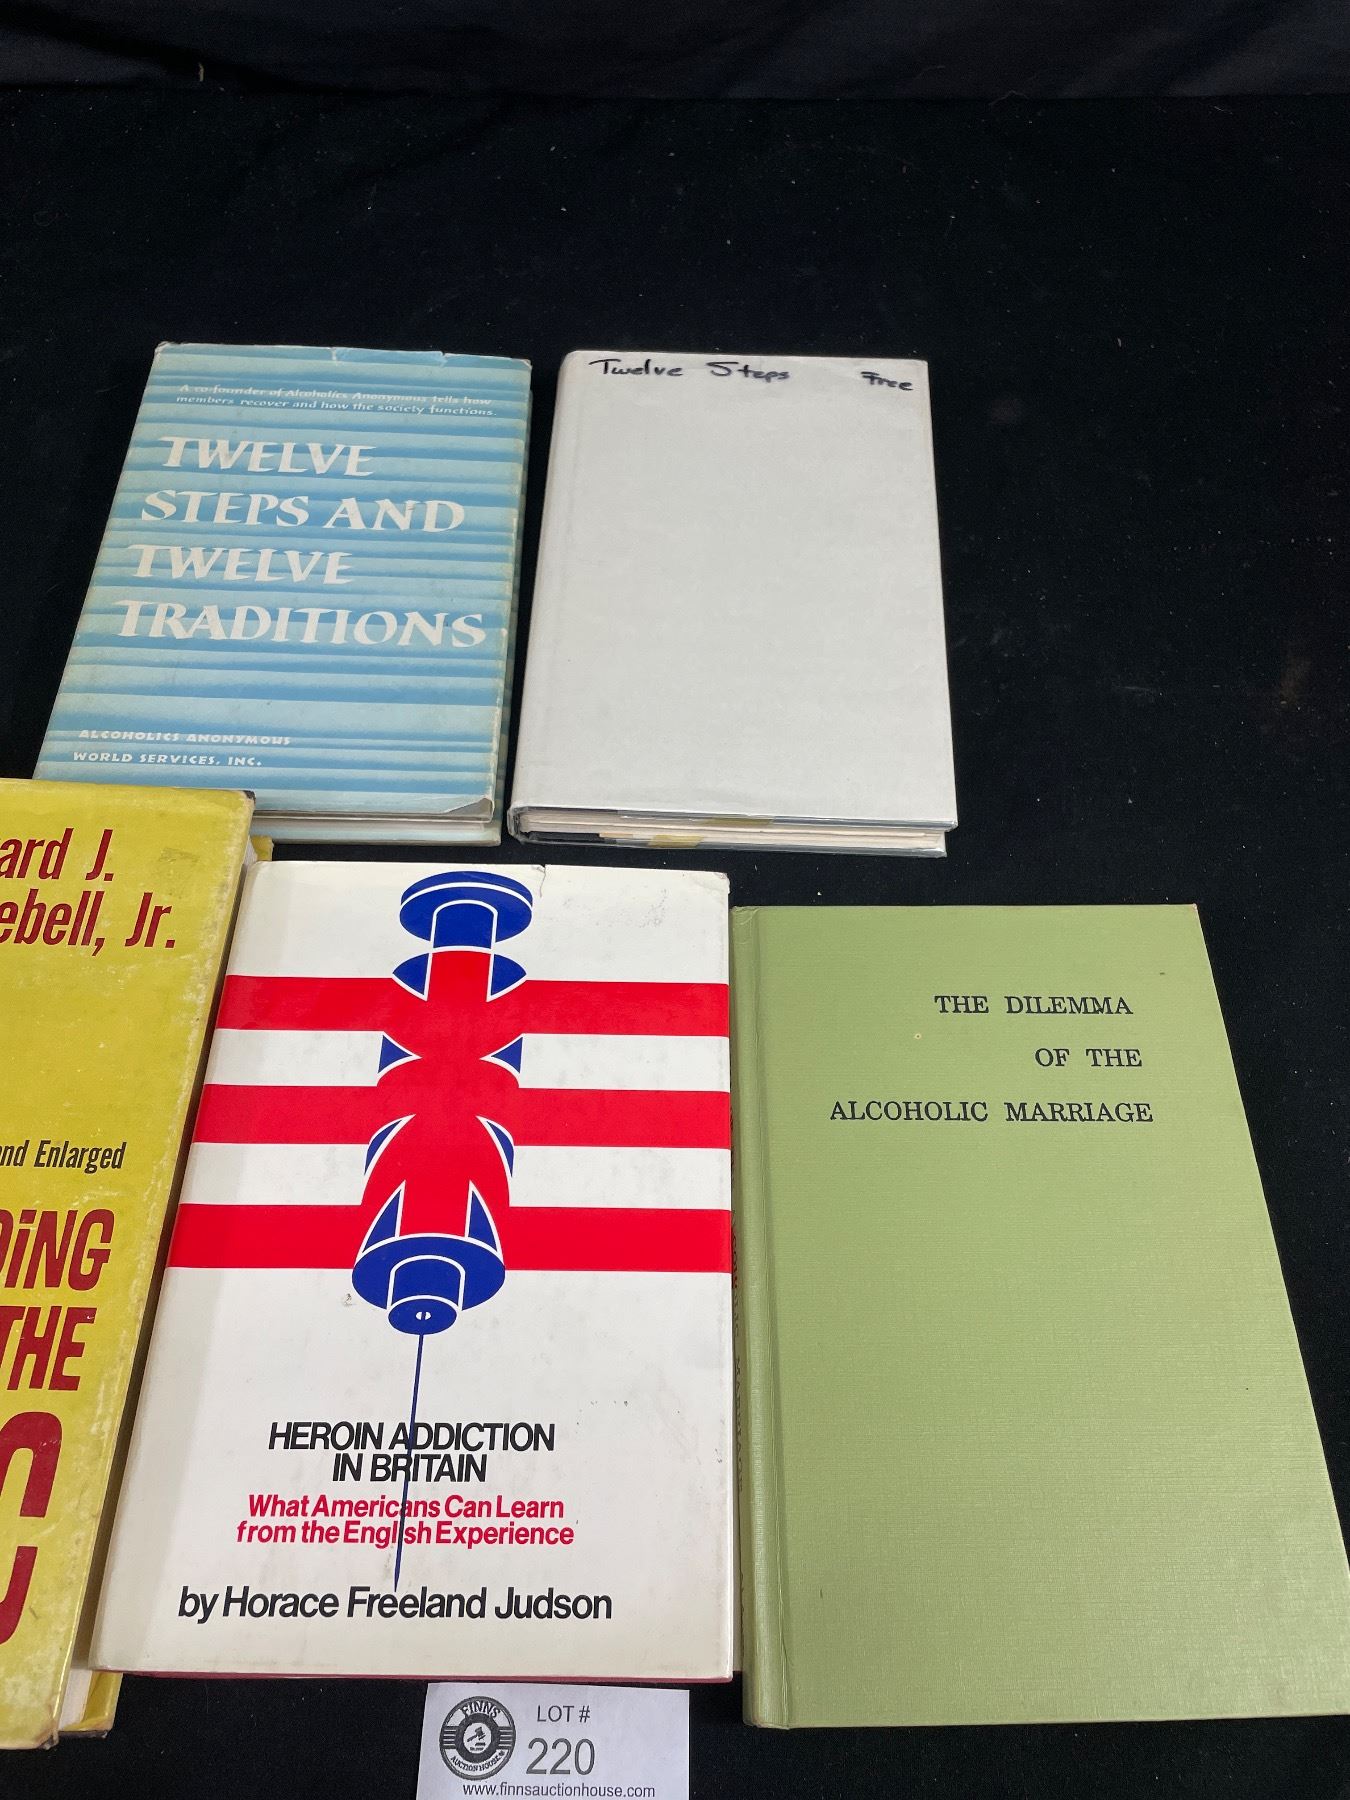 A co-founder of Alcoholics Anonymous tells how
members recover and how the society functions.
TWELVE
STEPS AND
TWELVE
TRADITIONS
ALCOHOLICS ANONYMOUS
WORLD SERVICES, INC.
Twelve Steps Free
ard J.
ebell, Jr.
nd Enlarged
DiNG
THE
HEROIN ADDICTION
IN BRITAIN
What Americans Can Learn
from the English Experience
by Horace Freeland Judson
THE DILEMMA
OF THE
ALCOHOLIC MARRIAGE
FINNS
AUCTION HOUSE
LOT #
220
www.finnsauctionhouse.com